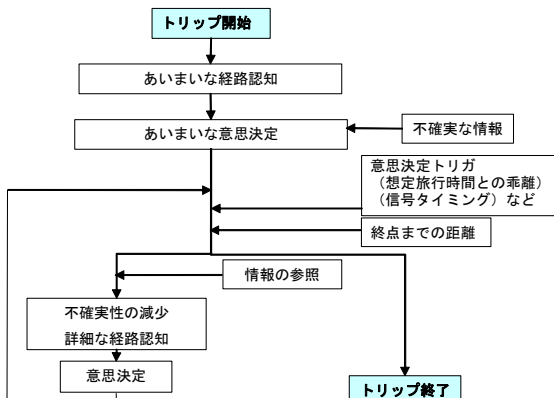 トリップ開始
あいまいな経路認知
あいまいな意思決定
不確実な情報
意思決定トリガ
（想定旅行時間との乖離）
（信号タイミング）など
終点までの距離
情報の参照
不確実性の減少
詳細な経路認知
意思決定
トリップ終了